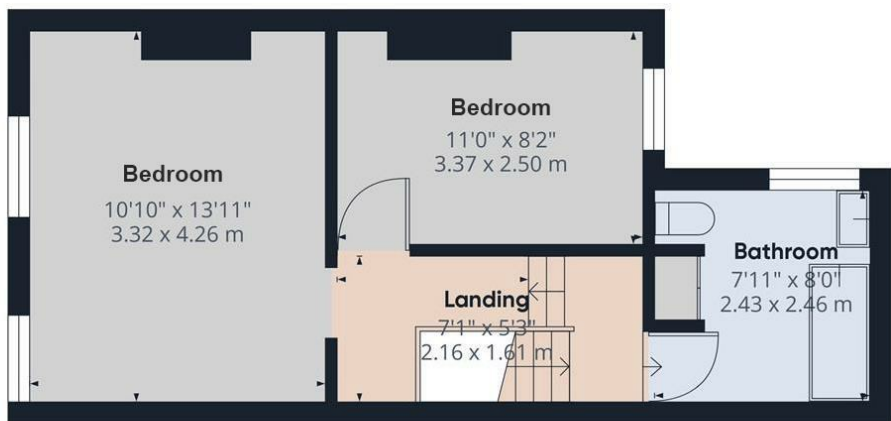 Bedroom
10'10" x 13'11"
3.32 x 4.26 m
Bedroom
11'0" x 8'2"
3.37 x 2.50 m
Landing
7'1" x 5'3"
2.16 x 1.61 m
Bathroom
7'11" x 8'0"
2.43 x 2.46 m